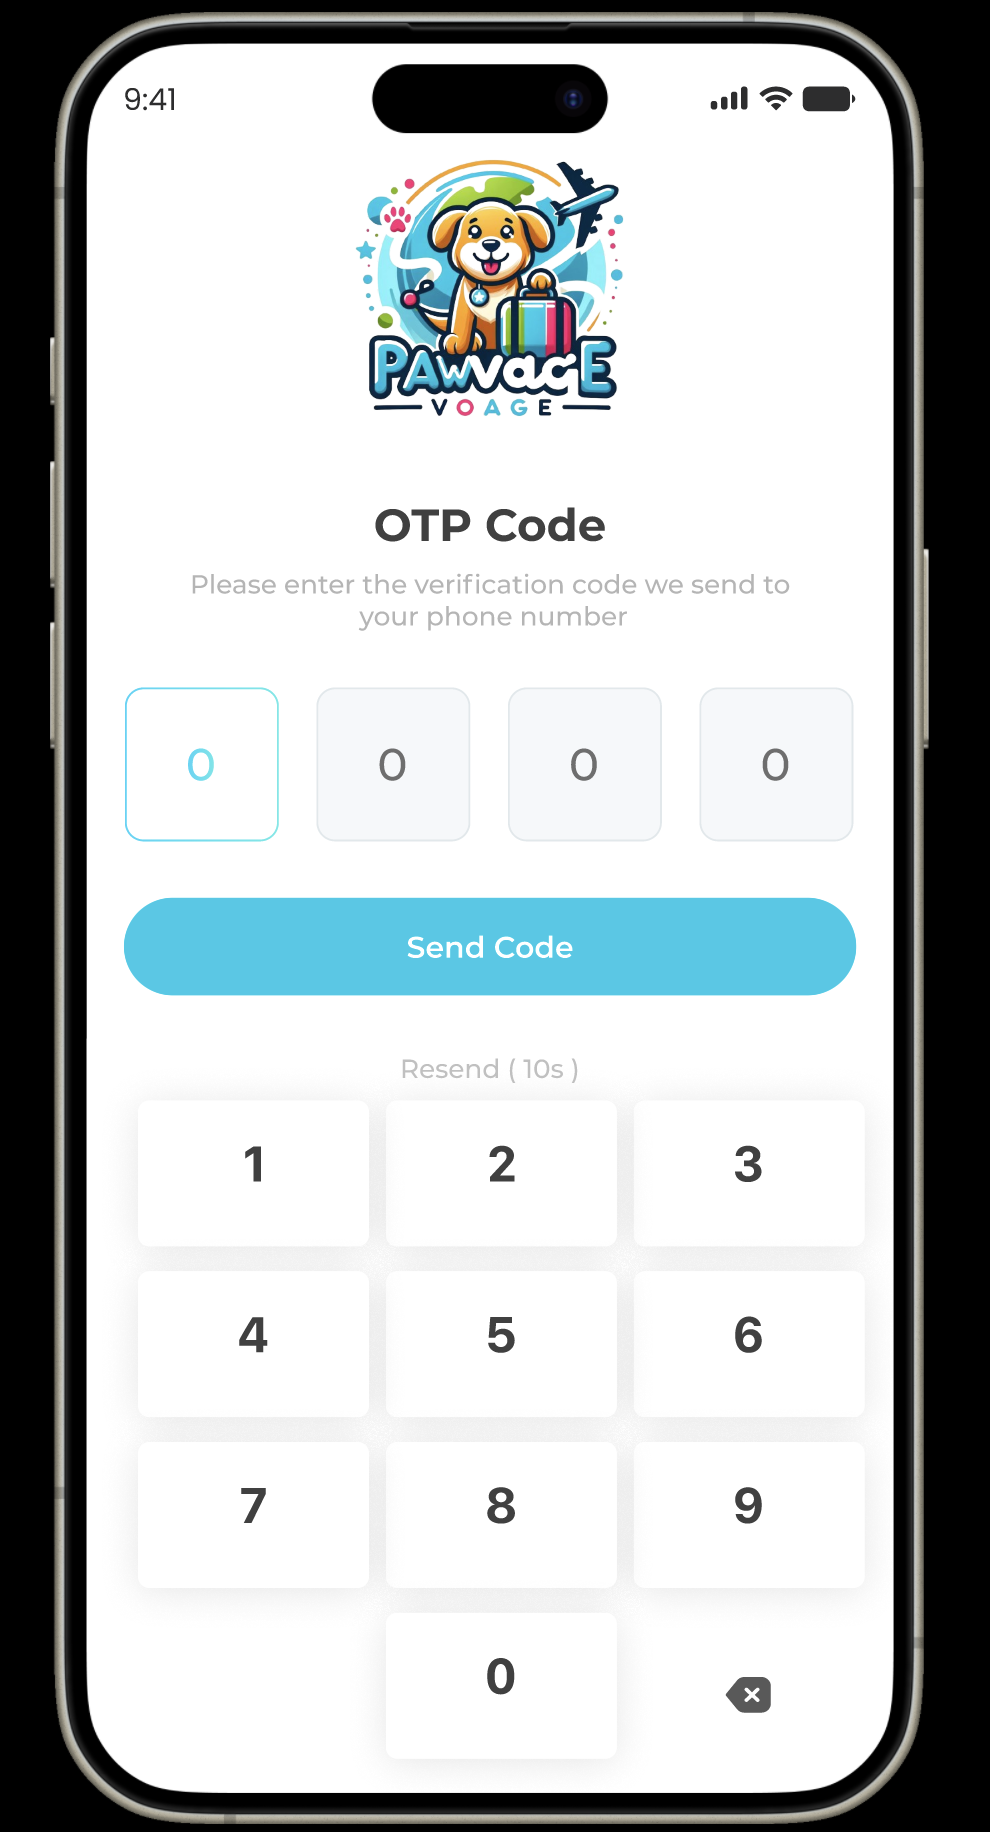 9:41
PAWVAGE
VOAGE
OTP Code
Please enter the verification code we send to
your phone number
0 0 0 0
Send Code
Resend ( 10s )
1 2 3
4 5 6
7 8 9
0